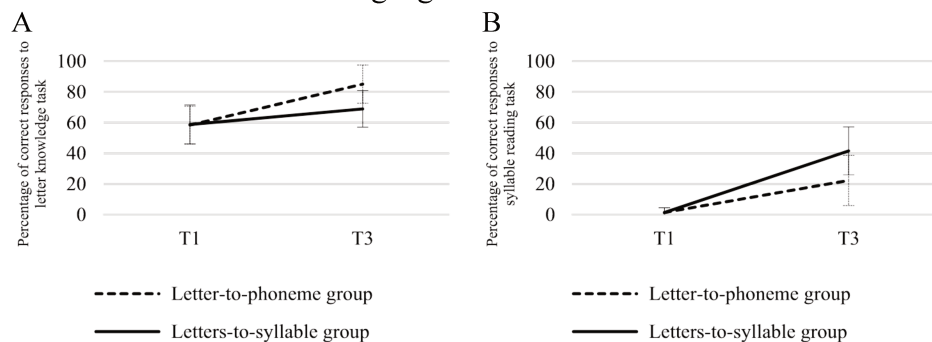 A
Percentage of correct responses to
letter knowledge task
100
80
60
40
20
0
T1
T3
Letter-to-phoneme group
Letters-to-syllable group
B
Percentage of correct responses to
syllable reading task
100
80
60
40
20
0
T1
T3
Letter-to-phoneme group
Letters-to-syllable group